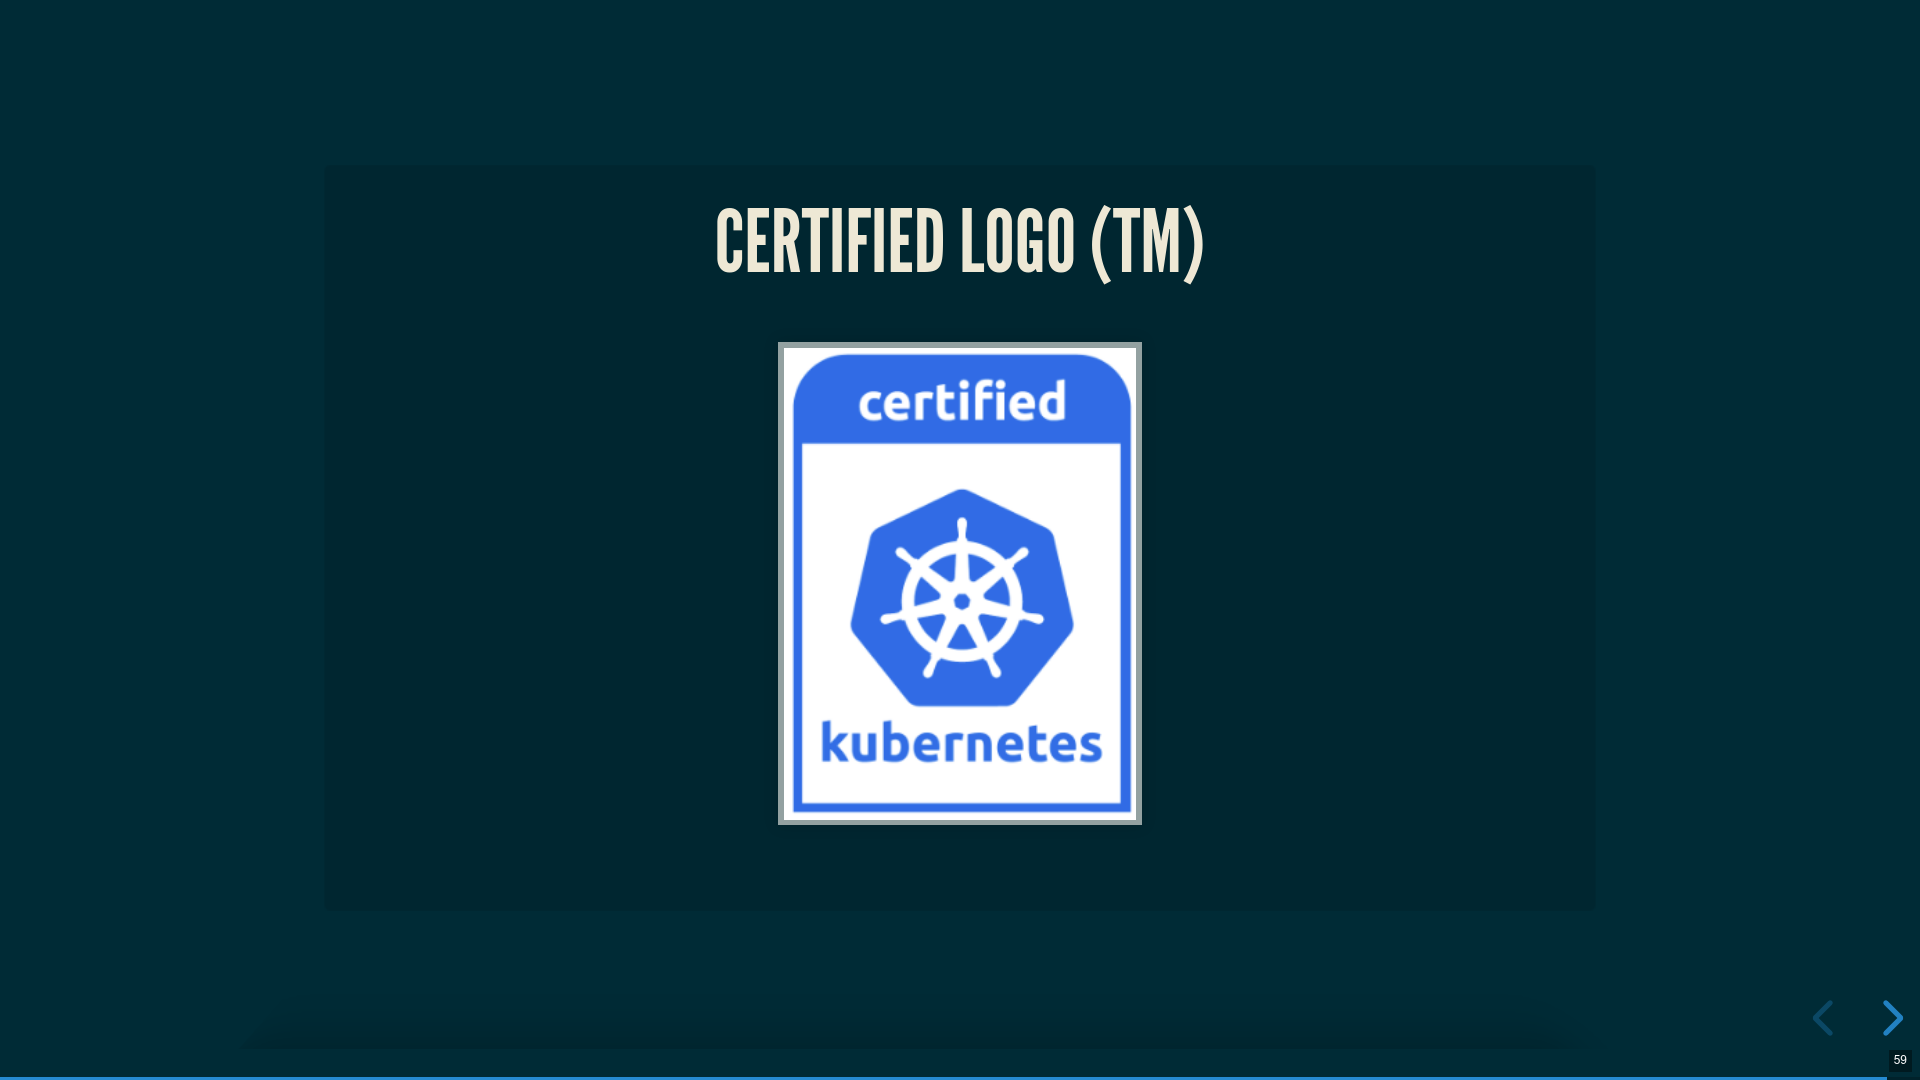 CERTIFIED LOGO (TM)
certified
kubernetes
59